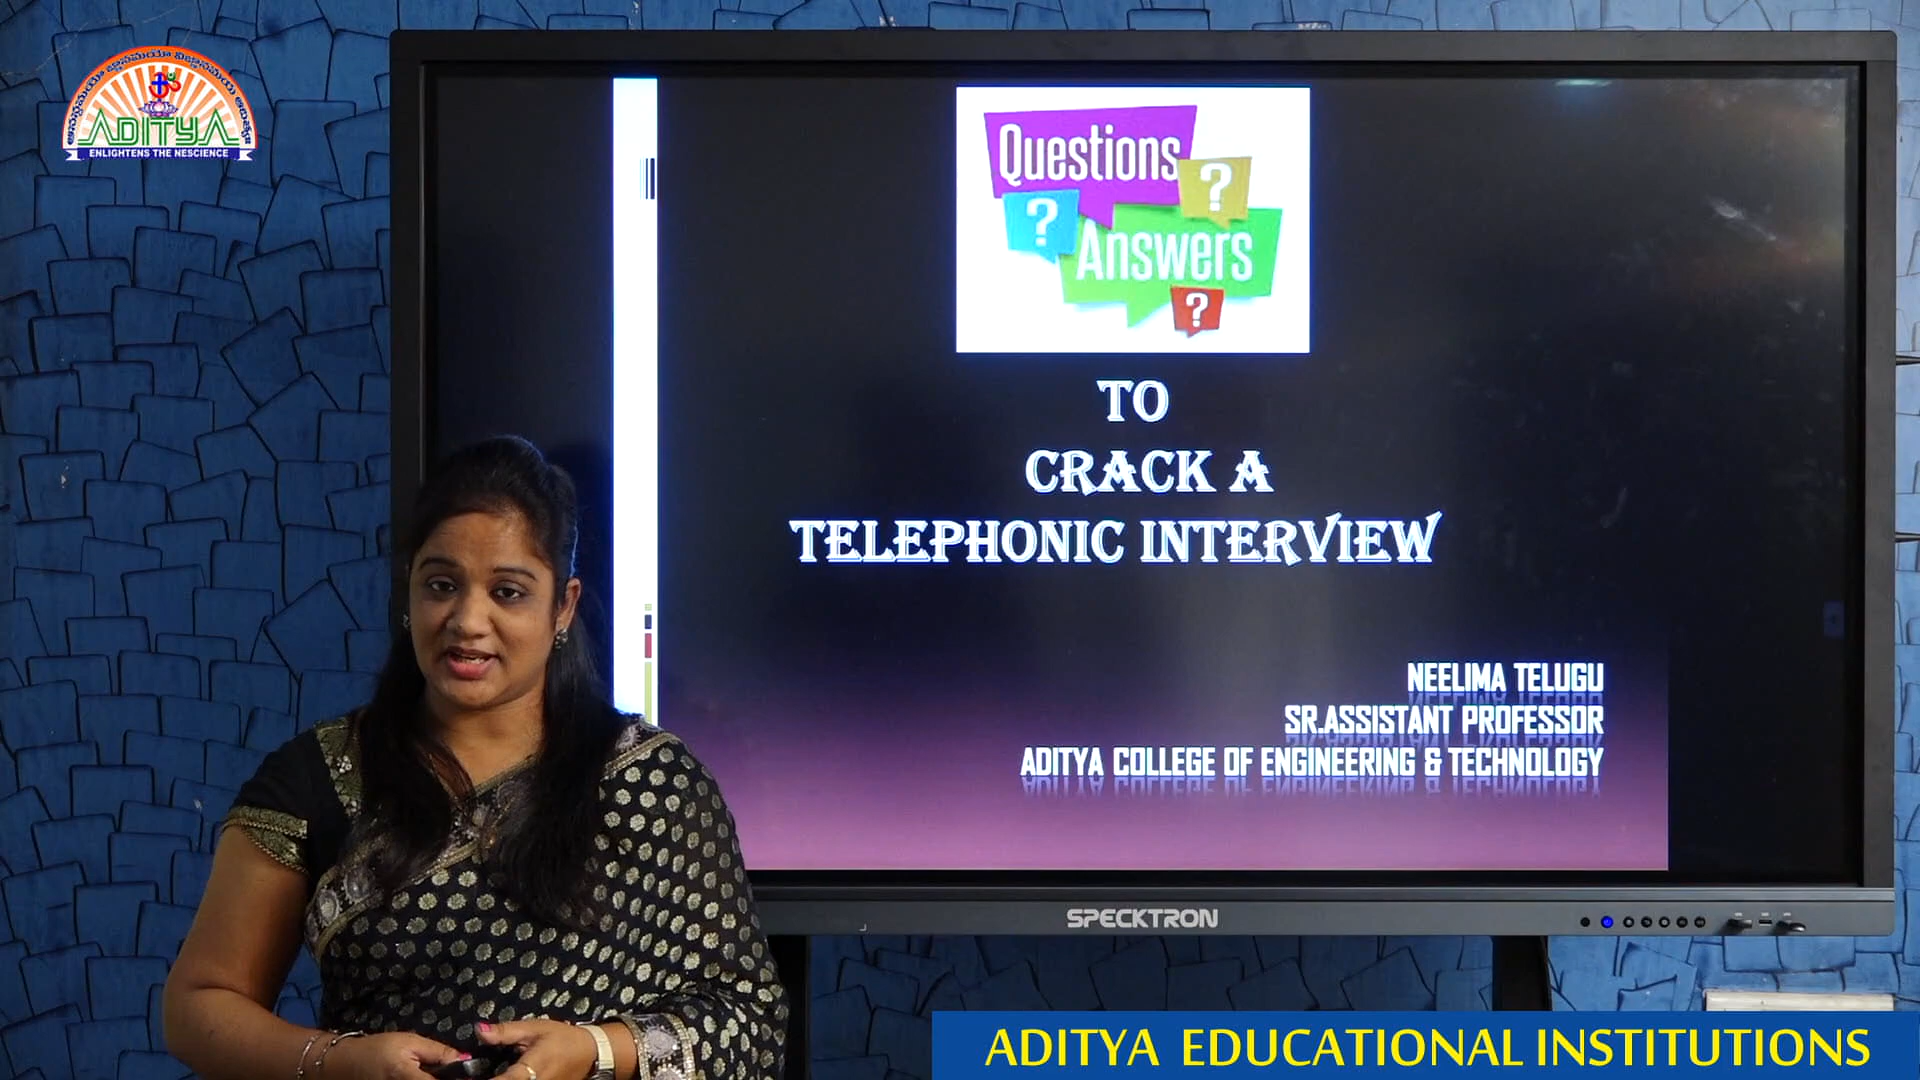 ADITYA
ENLIGHTENS THE NESCIENCE
Questions
?
?
Answers
?
TO
CRACK A
TELEPHONIC INTERVIEW
NEELIMA TELUGU
SR.ASSISTANT PROFESSOR
ADITYA COLLEGE OF ENGINEERING & TECHNOLOGY
SPECKTRON
ADITYA EDUCATIONAL INSTITUTIONS